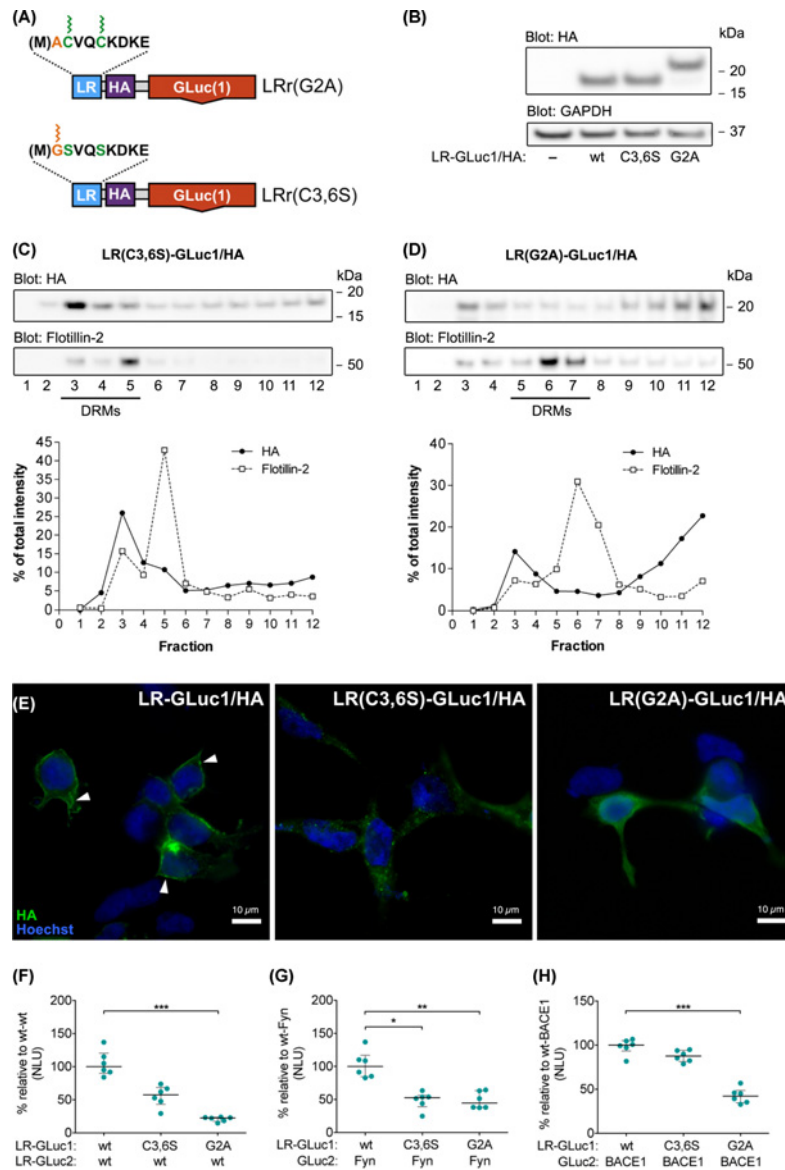 (A)
(M)ACVQCKDKE
LR HA GLuc(1) LRr(G2A)
(M)GSVQSKDKE
LR HA GLuc(1) LRr(C3,6S)
(B)
Blot: HA kDa
- 20
- 15
Blot: GAPDH
- 37
LR-GLuc1/HA: – wt C3,6S G2A
(C) LR(C3,6S)-GLuc1/HA
Blot: HA kDa
- 20
- 15
Blot: Flotillin-2
- 50
1 2 3 4 5 6 7 8 9 10 11 12
DRMs
45
40
35
30
25
20
15
10
5
0
% of total intensity
HA
Flotillin-2
0 1 2 3 4 5 6 7 8 9 10 11 12
Fraction
(D) LR(G2A)-GLuc1/HA
Blot: HA kDa
- 20
Blot: Flotillin-2
- 50
1 2 3 4 5 6 7 8 9 10 11 12
DRMs
40
30
20
10
0
% of total intensity
HA
Flotillin-2
0 1 2 3 4 5 6 7 8 9 10 11 12
Fraction
(E) LR-GLuc1/HA LR(C3,6S)-GLuc1/HA LR(G2A)-GLuc1/HA
HA
Hoechst
10 µm 10 µm 10 µm
(F)
% relative to wt-wt
(NLU)
200
150
100
50
0
***
LR-GLuc1: wt C3,6S G2A
LR-GLuc2: wt wt wt
(G)
% relative to wt-Fyn
(NLU)
200
150
100
50
0
**
*
LR-GLuc1: wt C3,6S G2A
GLuc2: Fyn Fyn Fyn
(H)
% relative to wt-BACE1
(NLU)
200
150
100
50
0
***
LR-GLuc1: wt C3,6S G2A
GLuc2: BACE1 BACE1 BACE1